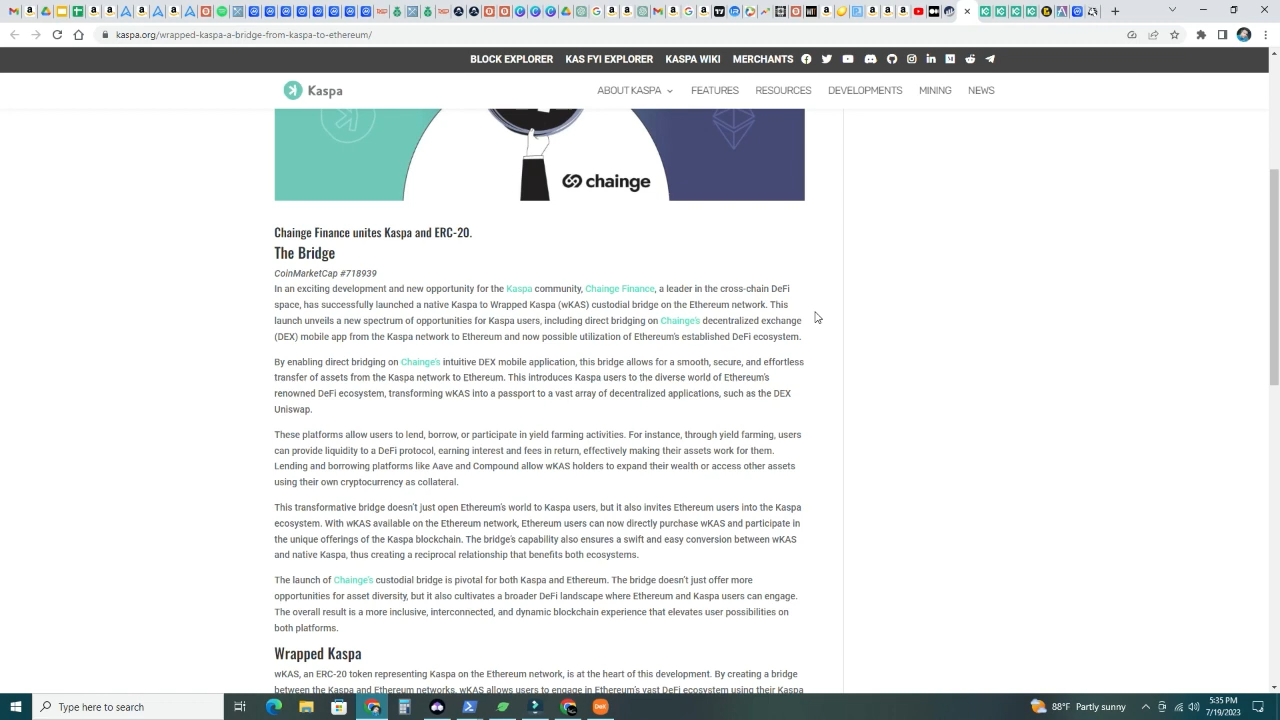 kaspa.org/wrapped-kaspa-a-bridge-from-kaspa-to-ethereum/
BLOCK EXPLORER KAS FYI EXPLORER KASPA WIKI MERCHANTS
Kaspa
ABOUT KASPA FEATURES RESOURCES DEVELOPMENTS MINING NEWS
chainge
Chainge Finance unites Kaspa and ERC-20.
The Bridge
CoinMarketCap #718939
In an exciting development and new opportunity for the Kaspa community, Chainge Finance, a leader in the cross-chain DeFi
space, has successfully launched a native Kaspa to Wrapped Kaspa (wKAS) custodial bridge on the Ethereum network. This
launch unveils a new spectrum of opportunities for Kaspa users, including direct bridging on Chainge's decentralized exchange
(DEX) mobile app from the Kaspa network to Ethereum and now possible utilization of Ethereum's established DeFi ecosystem.
By enabling direct bridging on Chainge's intuitive DEX mobile application, this bridge allows for a smooth, secure, and effortless
transfer of assets from the Kaspa network to Ethereum. This introduces Kaspa users to the diverse world of Ethereum's
renowned DeFi ecosystem, transforming wKAS into a passport to a vast array of decentralized applications, such as the DEX
Uniswap.
These platforms allow users to lend, borrow, or participate in yield farming activities. For instance, through yield farming, users
can provide liquidity to a DeFi protocol, earning interest and fees in return, effectively making their assets work for them.
Lending and borrowing platforms like Aave and Compound allow wKAS holders to expand their wealth or access other assets
using their own cryptocurrency as collateral.
This transformative bridge doesn't just open Ethereum's world to Kaspa users, but it also invites Ethereum users into the Kaspa
ecosystem. With wKAS available on the Ethereum network, Ethereum users can now directly purchase wKAS and participate in
the unique offerings of the Kaspa blockchain. The bridge's capability also ensures a swift and easy conversion between wKAS
and native Kaspa, thus creating a reciprocal relationship that benefits both ecosystems.
The launch of Chainge's custodial bridge is pivotal for both Kaspa and Ethereum. The bridge doesn't just offer more
opportunities for asset diversity, but it also cultivates a broader DeFi landscape where Ethereum and Kaspa users can engage.
The overall result is a more inclusive, interconnected, and dynamic blockchain experience that elevates user possibilities on
both platforms.
Wrapped Kaspa
wKAS, an ERC-20 token representing Kaspa on the Ethereum network, is at the heart of this development. By creating a bridge
between the Kaspa and Ethereum networks, wKAS allows users to engage in Ethereum's vast DeFi ecosystem using their Kaspa
Type here to search
88°F Partly sunny
5:35 PM
7/19/2023